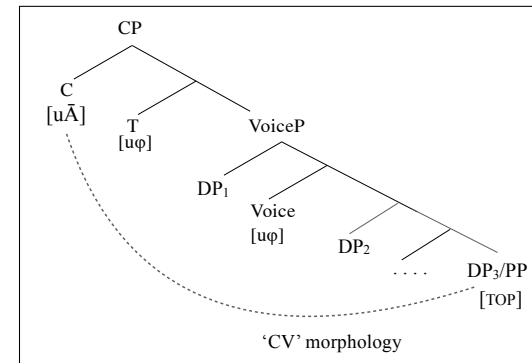 CP
C
[uĀ]
T
[uφ]
VoiceP
DP₁
Voice
[uφ]
DP₂
. . . .
DP₃/PP
[TOP]
‘CV’ morphology